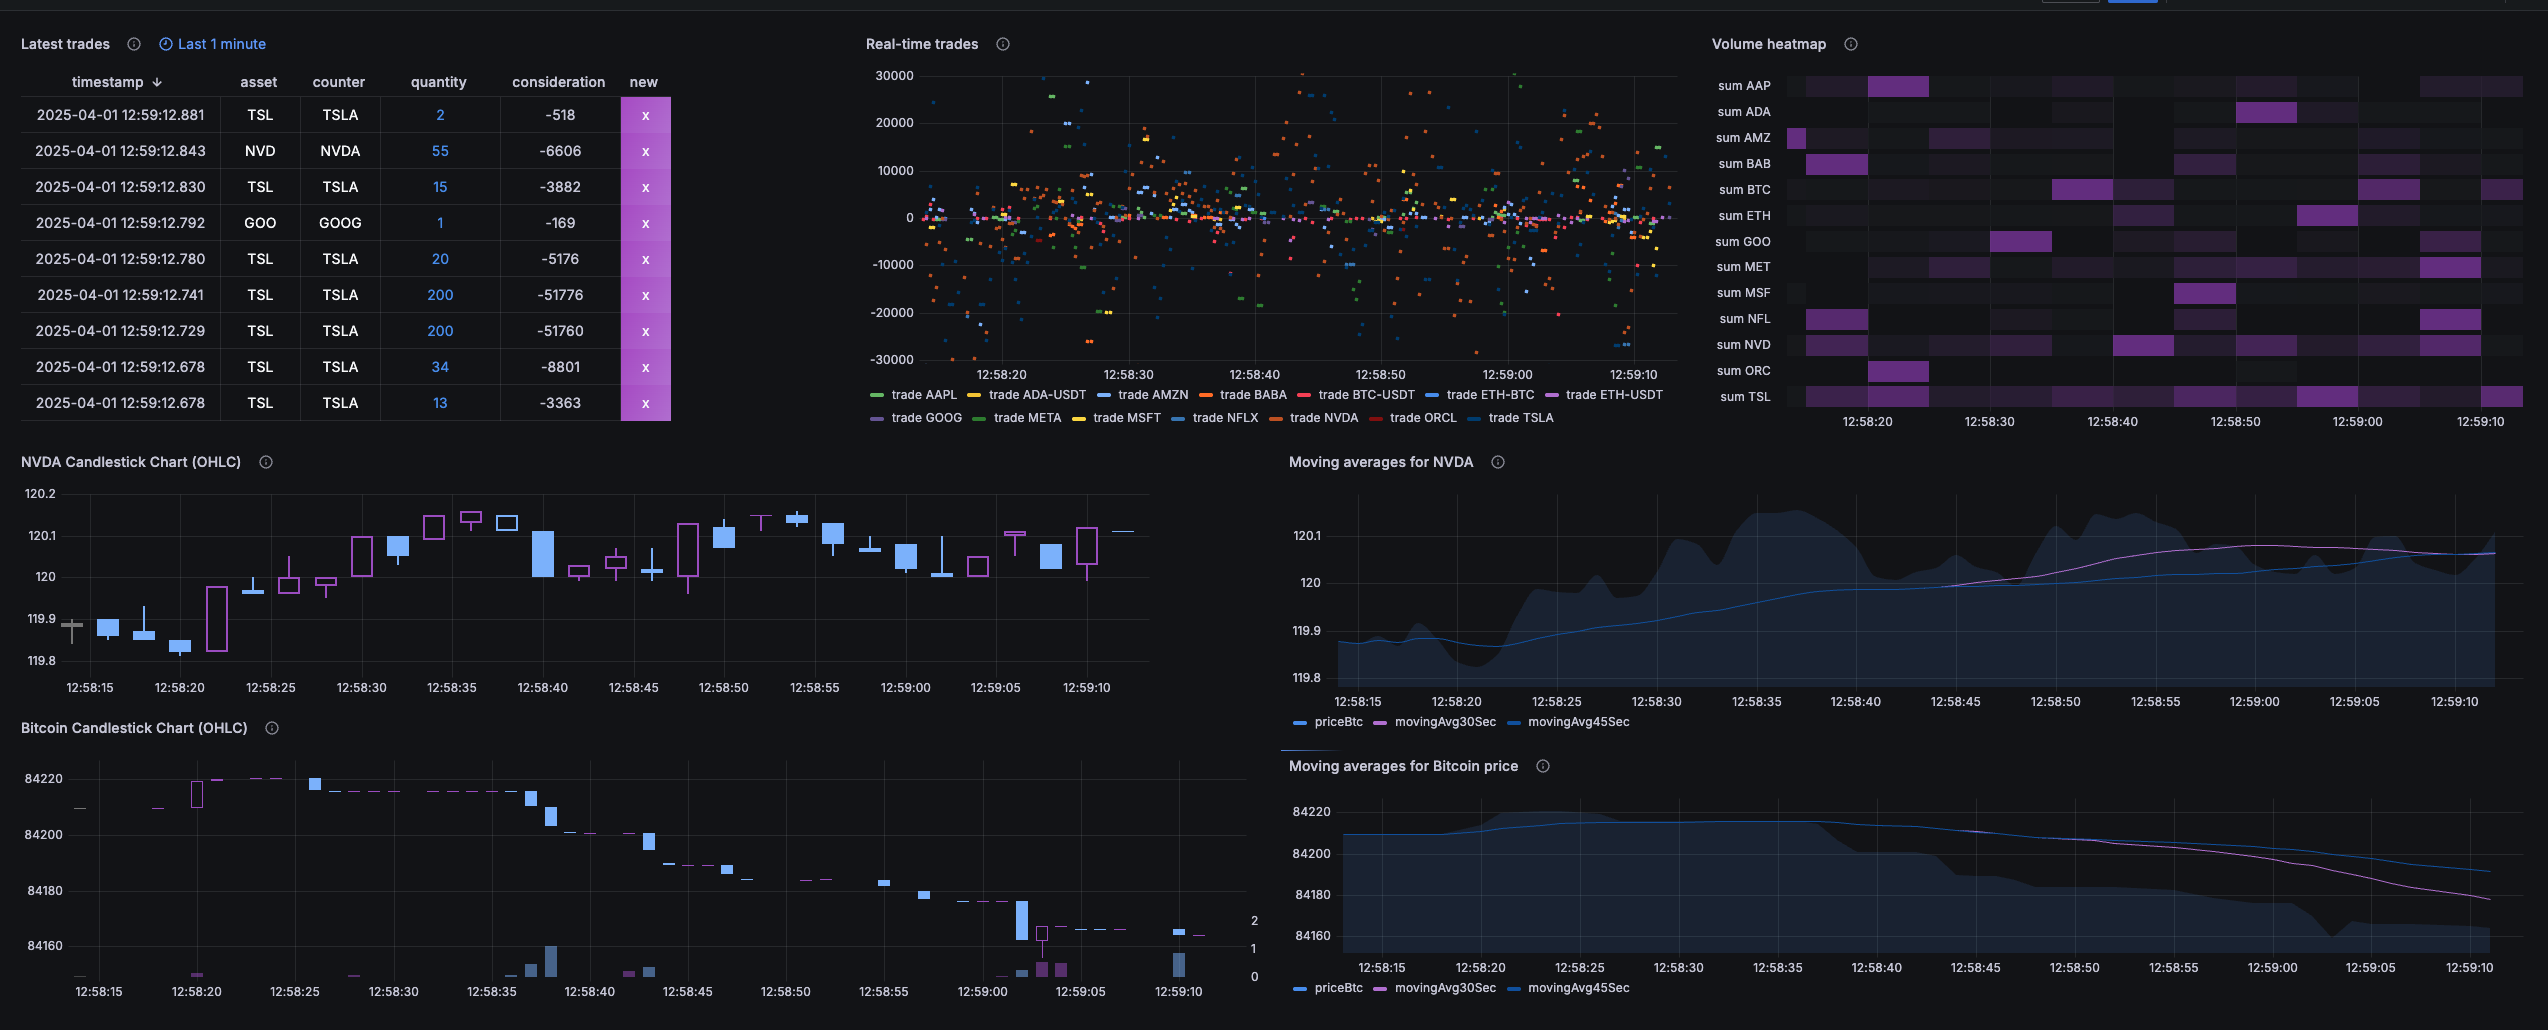 Latest trades Last 1 minute
timestamp ↓ asset counter quantity consideration new
2025-04-01 12:59:12.881 TSL TSLA 2 -518 x
2025-04-01 12:59:12.843 NVD NVDA 55 -6606 x
2025-04-01 12:59:12.830 TSL TSLA 15 -3882 x
2025-04-01 12:59:12.792 GOO GOOG 1 -169 x
2025-04-01 12:59:12.780 TSL TSLA 20 -5176 x
2025-04-01 12:59:12.741 TSL TSLA 200 -51776 x
2025-04-01 12:59:12.729 TSL TSLA 200 -51760 x
2025-04-01 12:59:12.678 TSL TSLA 34 -8801 x
2025-04-01 12:59:12.678 TSL TSLA 13 -3363 x
Real-time trades
30000
20000
10000
0
-10000
-20000
-30000
12:58:20 12:58:30 12:58:40 12:58:50 12:59:00 12:59:10
trade AAPL trade ADA-USDT trade AMZN trade BABA trade BTC-USDT trade ETH-BTC trade ETH-USDT
trade GOOG trade META trade MSFT trade NFLX trade NVDA trade ORCL trade TSLA
Volume heatmap
sum AAP
sum ADA
sum AMZ
sum BAB
sum BTC
sum ETH
sum GOO
sum MET
sum MSF
sum NFL
sum NVD
sum ORC
sum TSL
12:58:20 12:58:30 12:58:40 12:58:50 12:59:00 12:59:10
NVDA Candlestick Chart (OHLC)
120.2
120.1
120
119.9
119.8
12:58:15 12:58:20 12:58:25 12:58:30 12:58:35 12:58:40 12:58:45 12:58:50 12:58:55 12:59:00 12:59:05 12:59:10
Moving averages for NVDA
120.1
120
119.9
119.8
12:58:15 12:58:20 12:58:25 12:58:30 12:58:35 12:58:40 12:58:45 12:58:50 12:58:55 12:59:00 12:59:05 12:59:10
priceBtc movingAvg30Sec movingAvg45Sec
Bitcoin Candlestick Chart (OHLC)
84220
84200
84180
84160
2
1
0
12:58:15 12:58:20 12:58:25 12:58:30 12:58:35 12:58:40 12:58:45 12:58:50 12:58:55 12:59:00 12:59:05 12:59:10
Moving averages for Bitcoin price
84220
84200
84180
84160
12:58:15 12:58:20 12:58:25 12:58:30 12:58:35 12:58:40 12:58:45 12:58:50 12:58:55 12:59:00 12:59:05 12:59:10
priceBtc movingAvg30Sec movingAvg45Sec